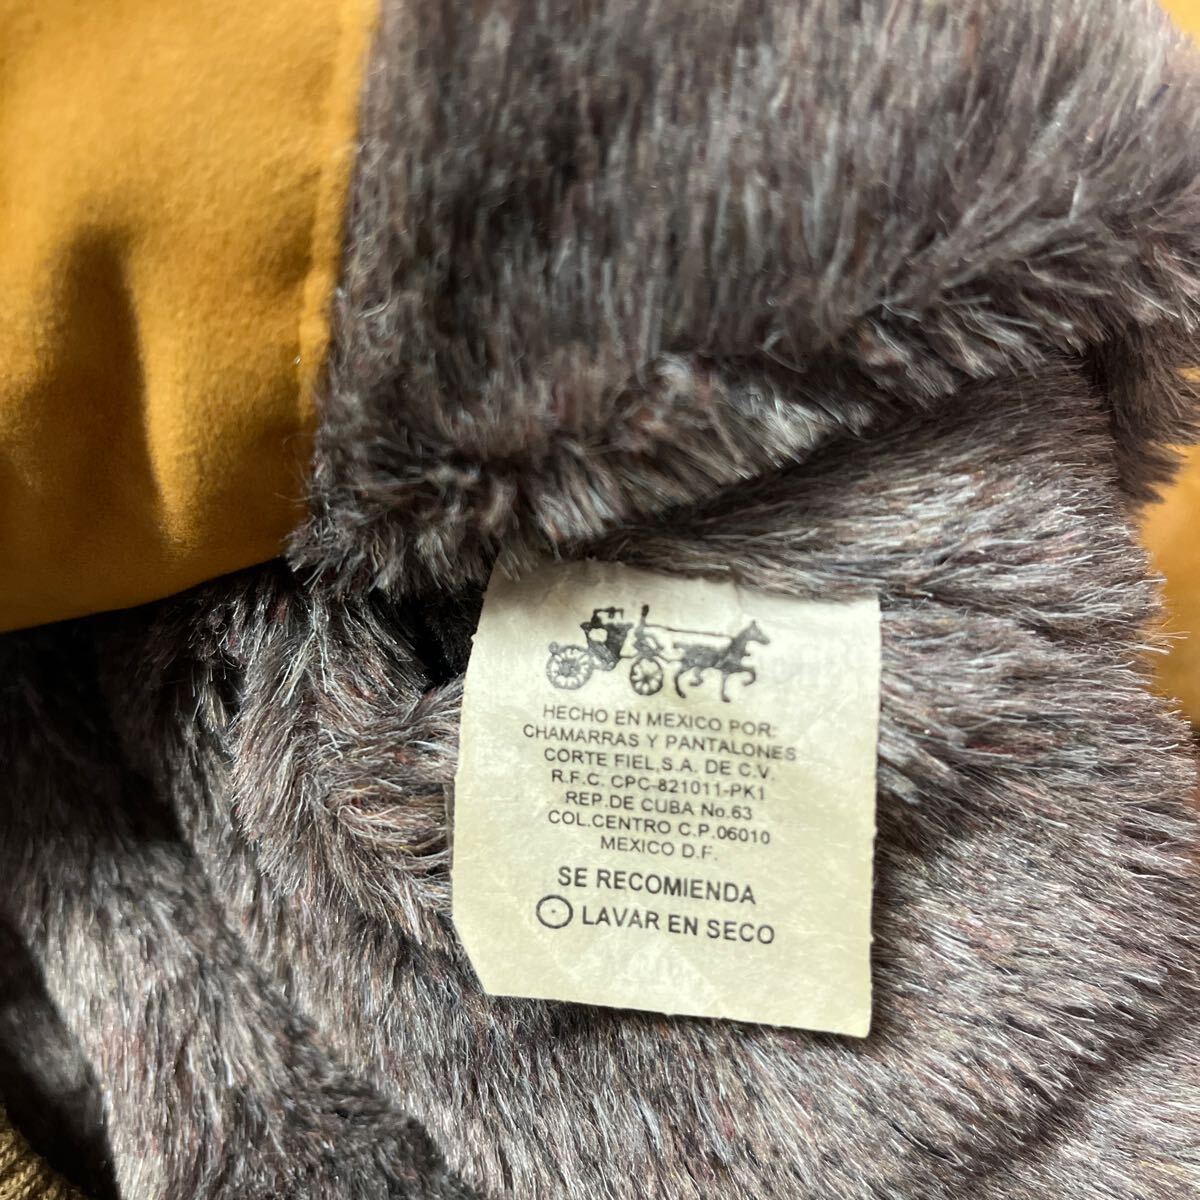 HECHO EN MEXICO POR:
CHAMARRAS Y PANTALONES
CORTE FIEL,S.A. DE C.V.
R.F.C. CPC-821011-PK1
REP.DE CUBA No.63
COL.CENTRO C.P.06010
MEXICO D.F.
SE RECOMIENDA
LAVAR EN SECO